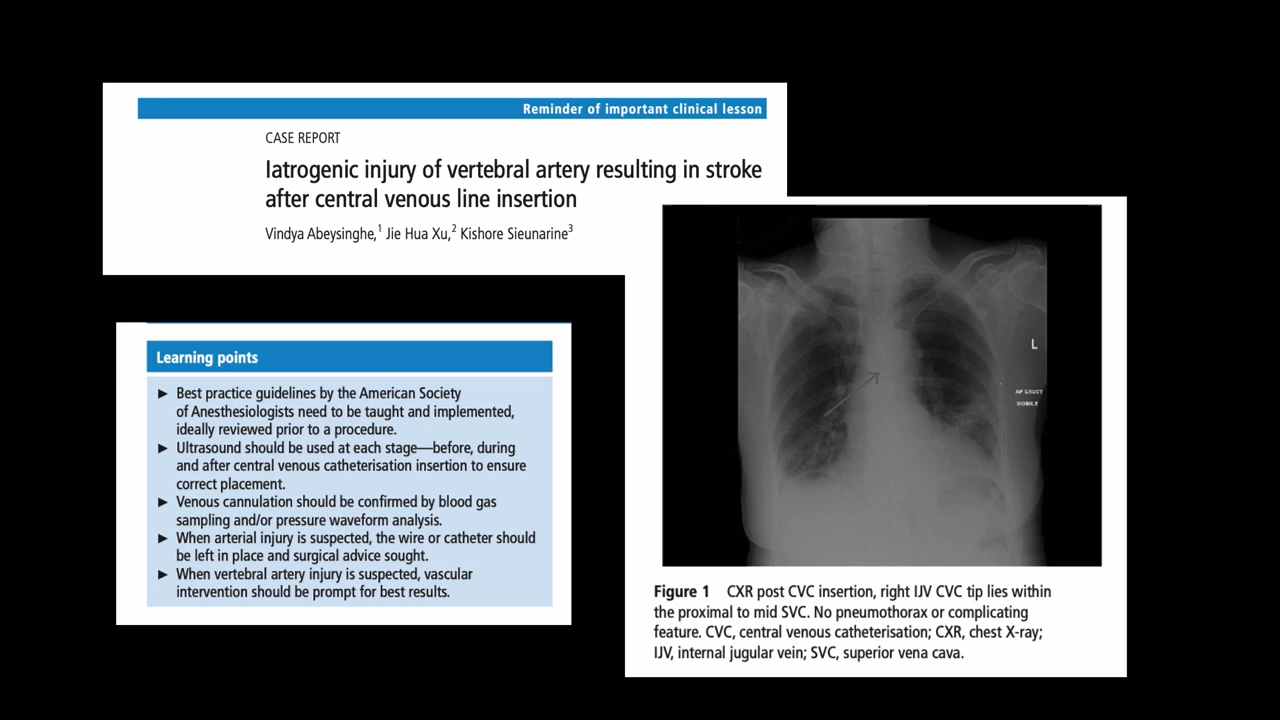 Reminder of important clinical lesson
CASE REPORT
Iatrogenic injury of vertebral artery resulting in stroke
after central venous line insertion
Vindya Abeysinghe,1 Jie Hua Xu,2 Kishore Sieunarine3
Learning points
► Best practice guidelines by the American Society
of Anesthesiologists need to be taught and implemented,
ideally reviewed prior to a procedure.
► Ultrasound should be used at each stage—before, during
and after central venous catheterisation insertion to ensure
correct placement.
► Venous cannulation should be confirmed by blood gas
sampling and/or pressure waveform analysis.
► When arterial injury is suspected, the wire or catheter should
be left in place and surgical advice sought.
► When vertebral artery injury is suspected, vascular
intervention should be prompt for best results.
L
AP ERECT
MOBILE
Figure 1 CXR post CVC insertion, right IJV CVC tip lies within
the proximal to mid SVC. No pneumothorax or complicating
feature. CVC, central venous catheterisation; CXR, chest X-ray;
IJV, internal jugular vein; SVC, superior vena cava.